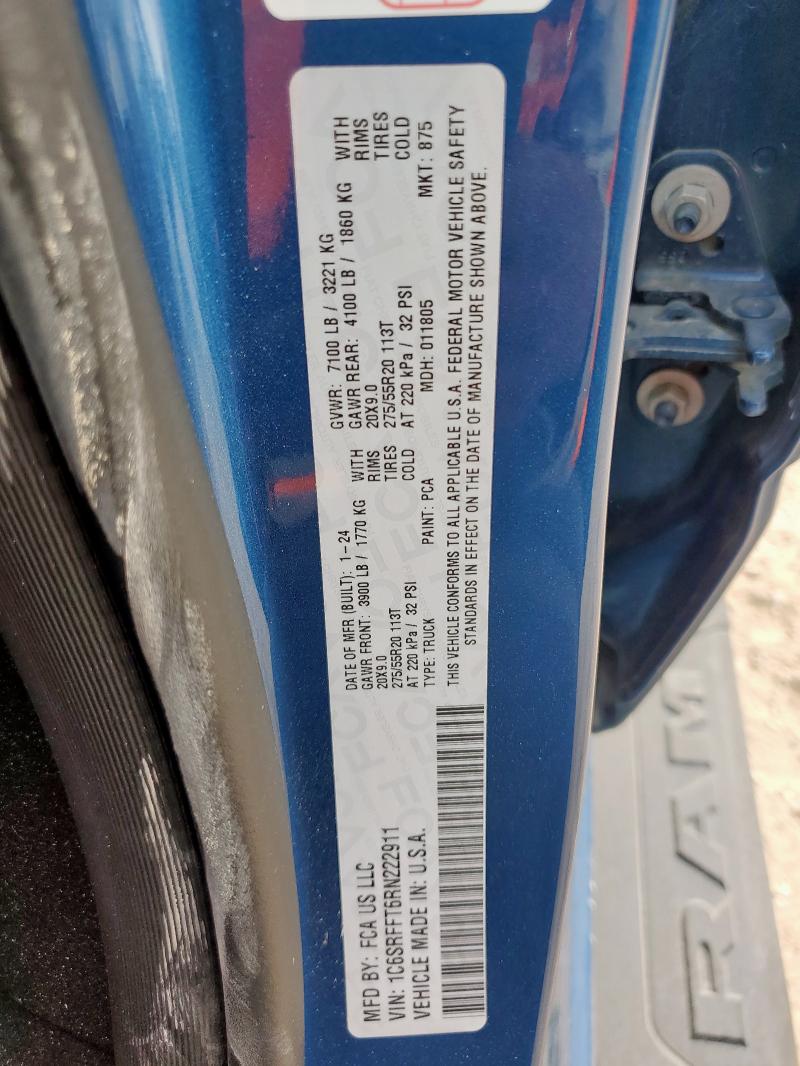 MFD BY: FCA US LLC
VIN: 1C6SRFFT6RN222911
VEHICLE MADE IN: U.S.A.
DATE OF MFR (BUILT): 1-24 GVWR: 7100 LB / 3221 KG
GAWR FRONT: 3900 LB / 1770 KG WITH GAWR REAR: 4100 LB / 1860 KG WITH
20X9.0 RIMS 20X9.0 RIMS
275/55R20 113T TIRES 275/55R20 113T TIRES
AT 220 kPa / 32 PSI COLD AT 220 kPa / 32 PSI COLD
TYPE: TRUCK PAINT: PCA MDH: 011805 MKT: 875
THIS VEHICLE CONFORMS TO ALL APPLICABLE U.S.A. FEDERAL MOTOR VEHICLE SAFETY
STANDARDS IN EFFECT ON THE DATE OF MANUFACTURE SHOWN ABOVE.
RAM